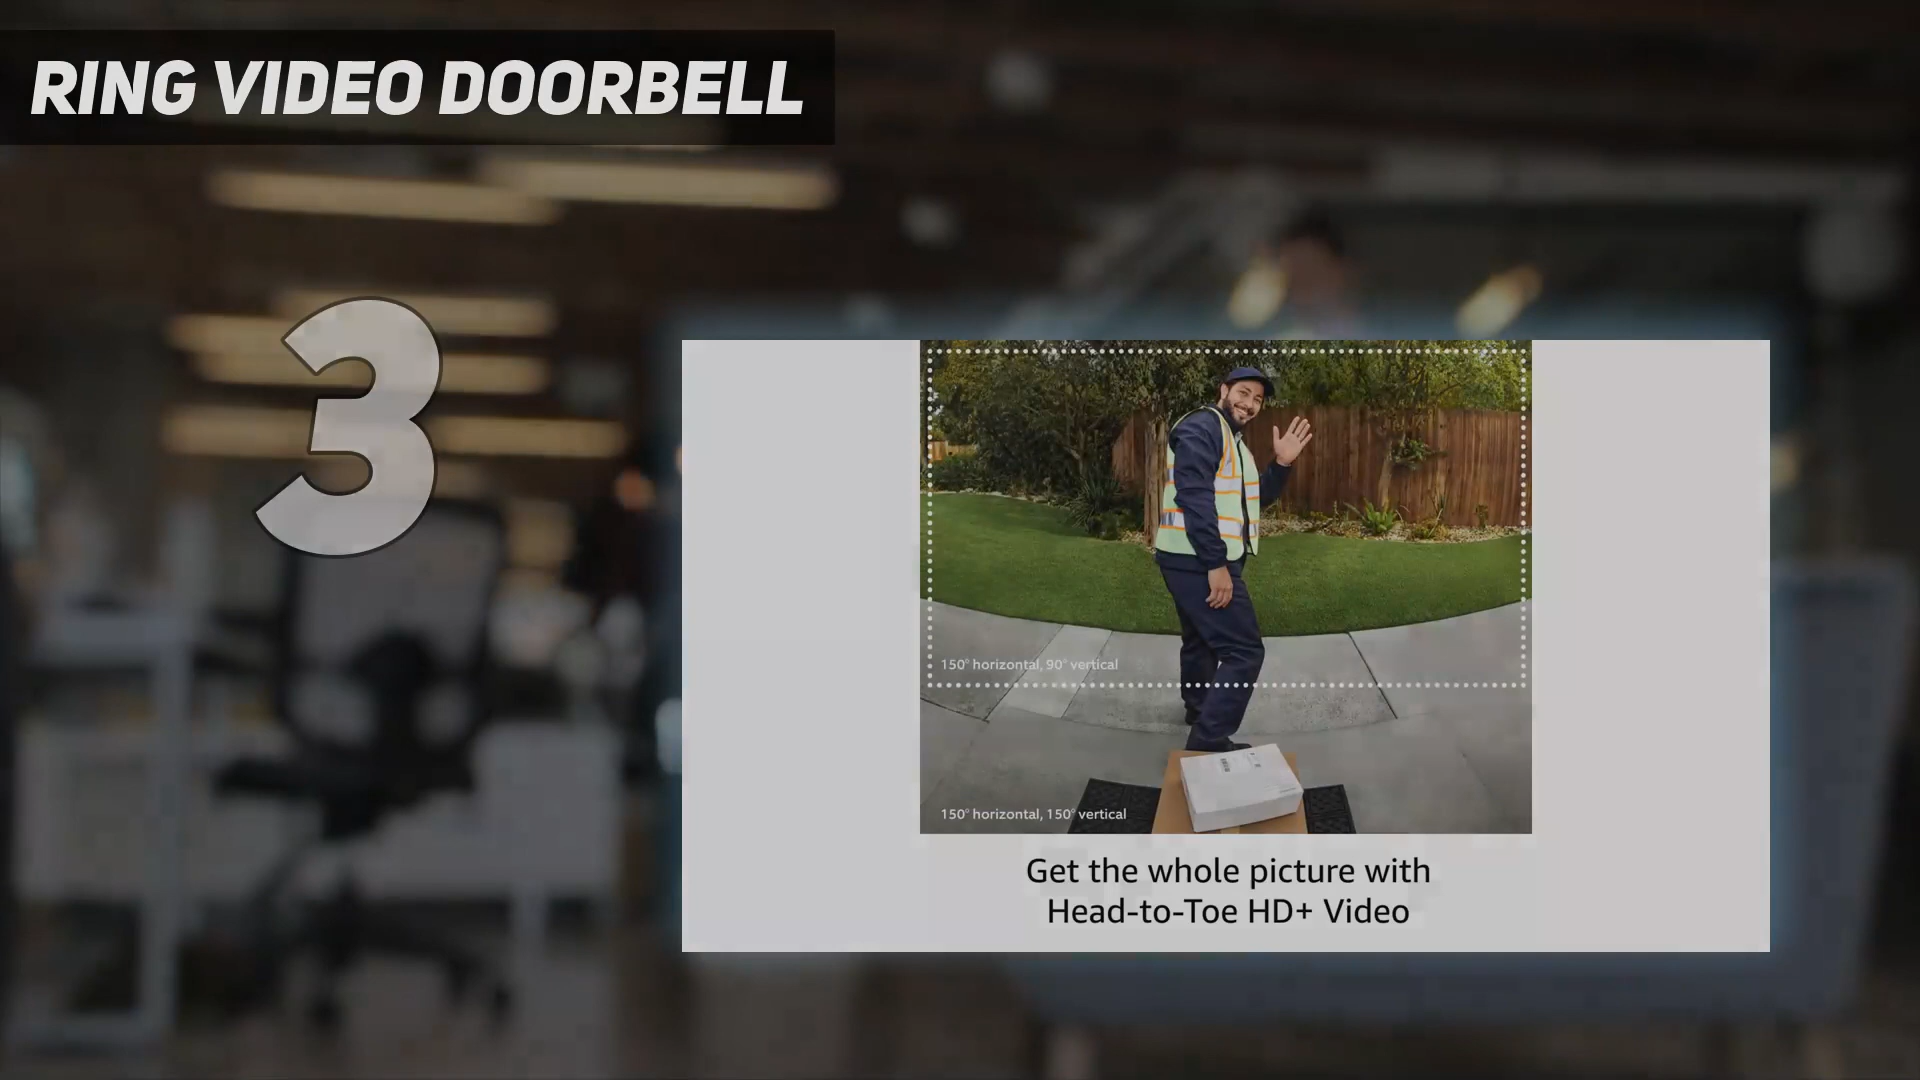 RING VIDEO DOORBELL
3
150° horizontal, 90° vertical
150° horizontal, 150° vertical
Get the whole picture with
Head-to-Toe HD+ Video